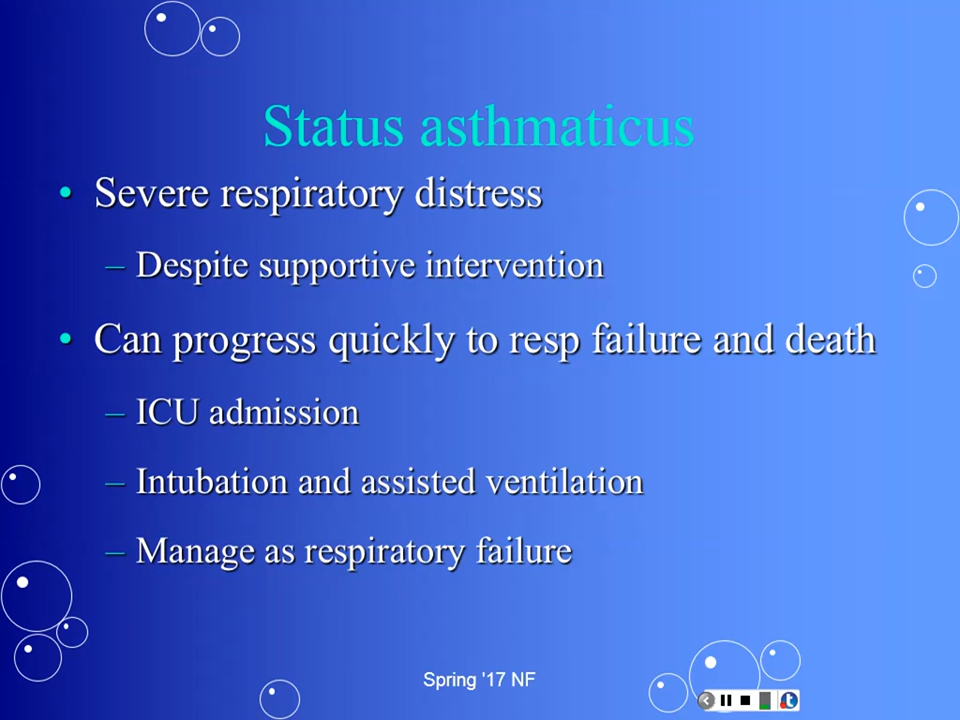 Status asthmaticus
• Severe respiratory distress
– Despite supportive intervention
• Can progress quickly to resp failure and death
– ICU admission
– Intubation and assisted ventilation
– Manage as respiratory failure
Spring '17 NF
t